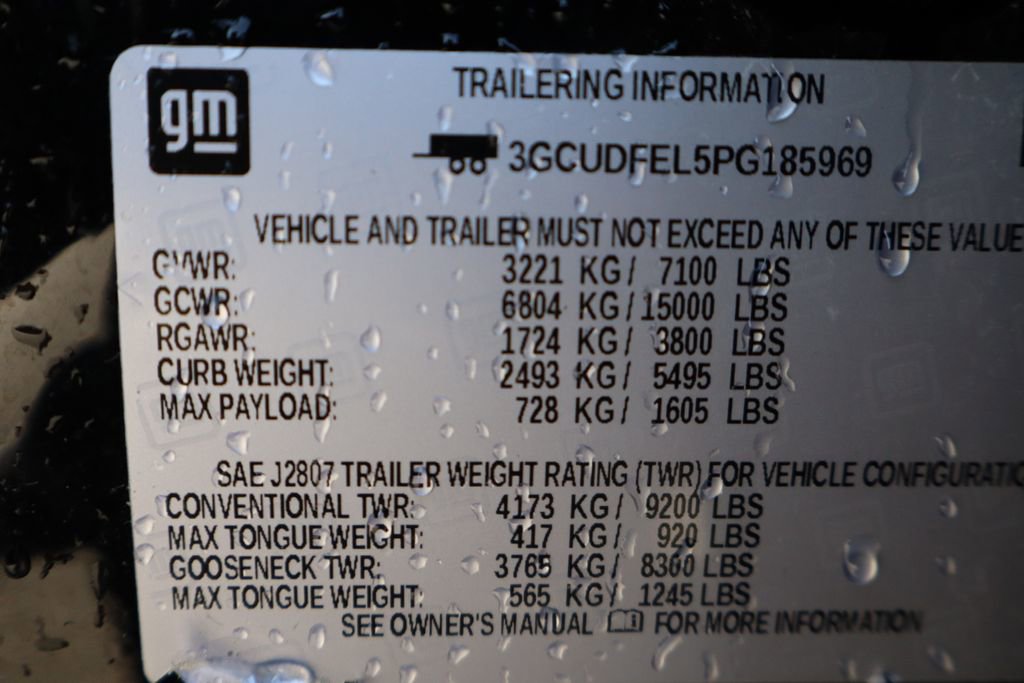 gm
TRAILERING INFORMATION
3GCUDFEL5PG185969
VEHICLE AND TRAILER MUST NOT EXCEED ANY OF THESE VALUE
GVWR: 3221 KG/ 7100 LBS
GCWR: 6804 KG/15000 LBS
RGAWR: 1724 KG/ 3800 LBS
CURB WEIGHT: 2493 KG/ 5495 LBS
MAX PAYLOAD: 728 KG/ 1605 LBS
SAE J2807 TRAILER WEIGHT RATING (TWR) FOR VEHICLE CONFIGURATIO
CONVENTIONAL TWR: 4173 KG/ 9200 LBS
MAX TONGUE WEIGHT: 417 KG/ 920 LBS
GOOSENECK TWR: 3765 KG/ 8300 LBS
MAX TONGUE WEIGHT: 565 KG/ 1245 LBS
SEE OWNER'S MANUAL FOR MORE INFORMATION